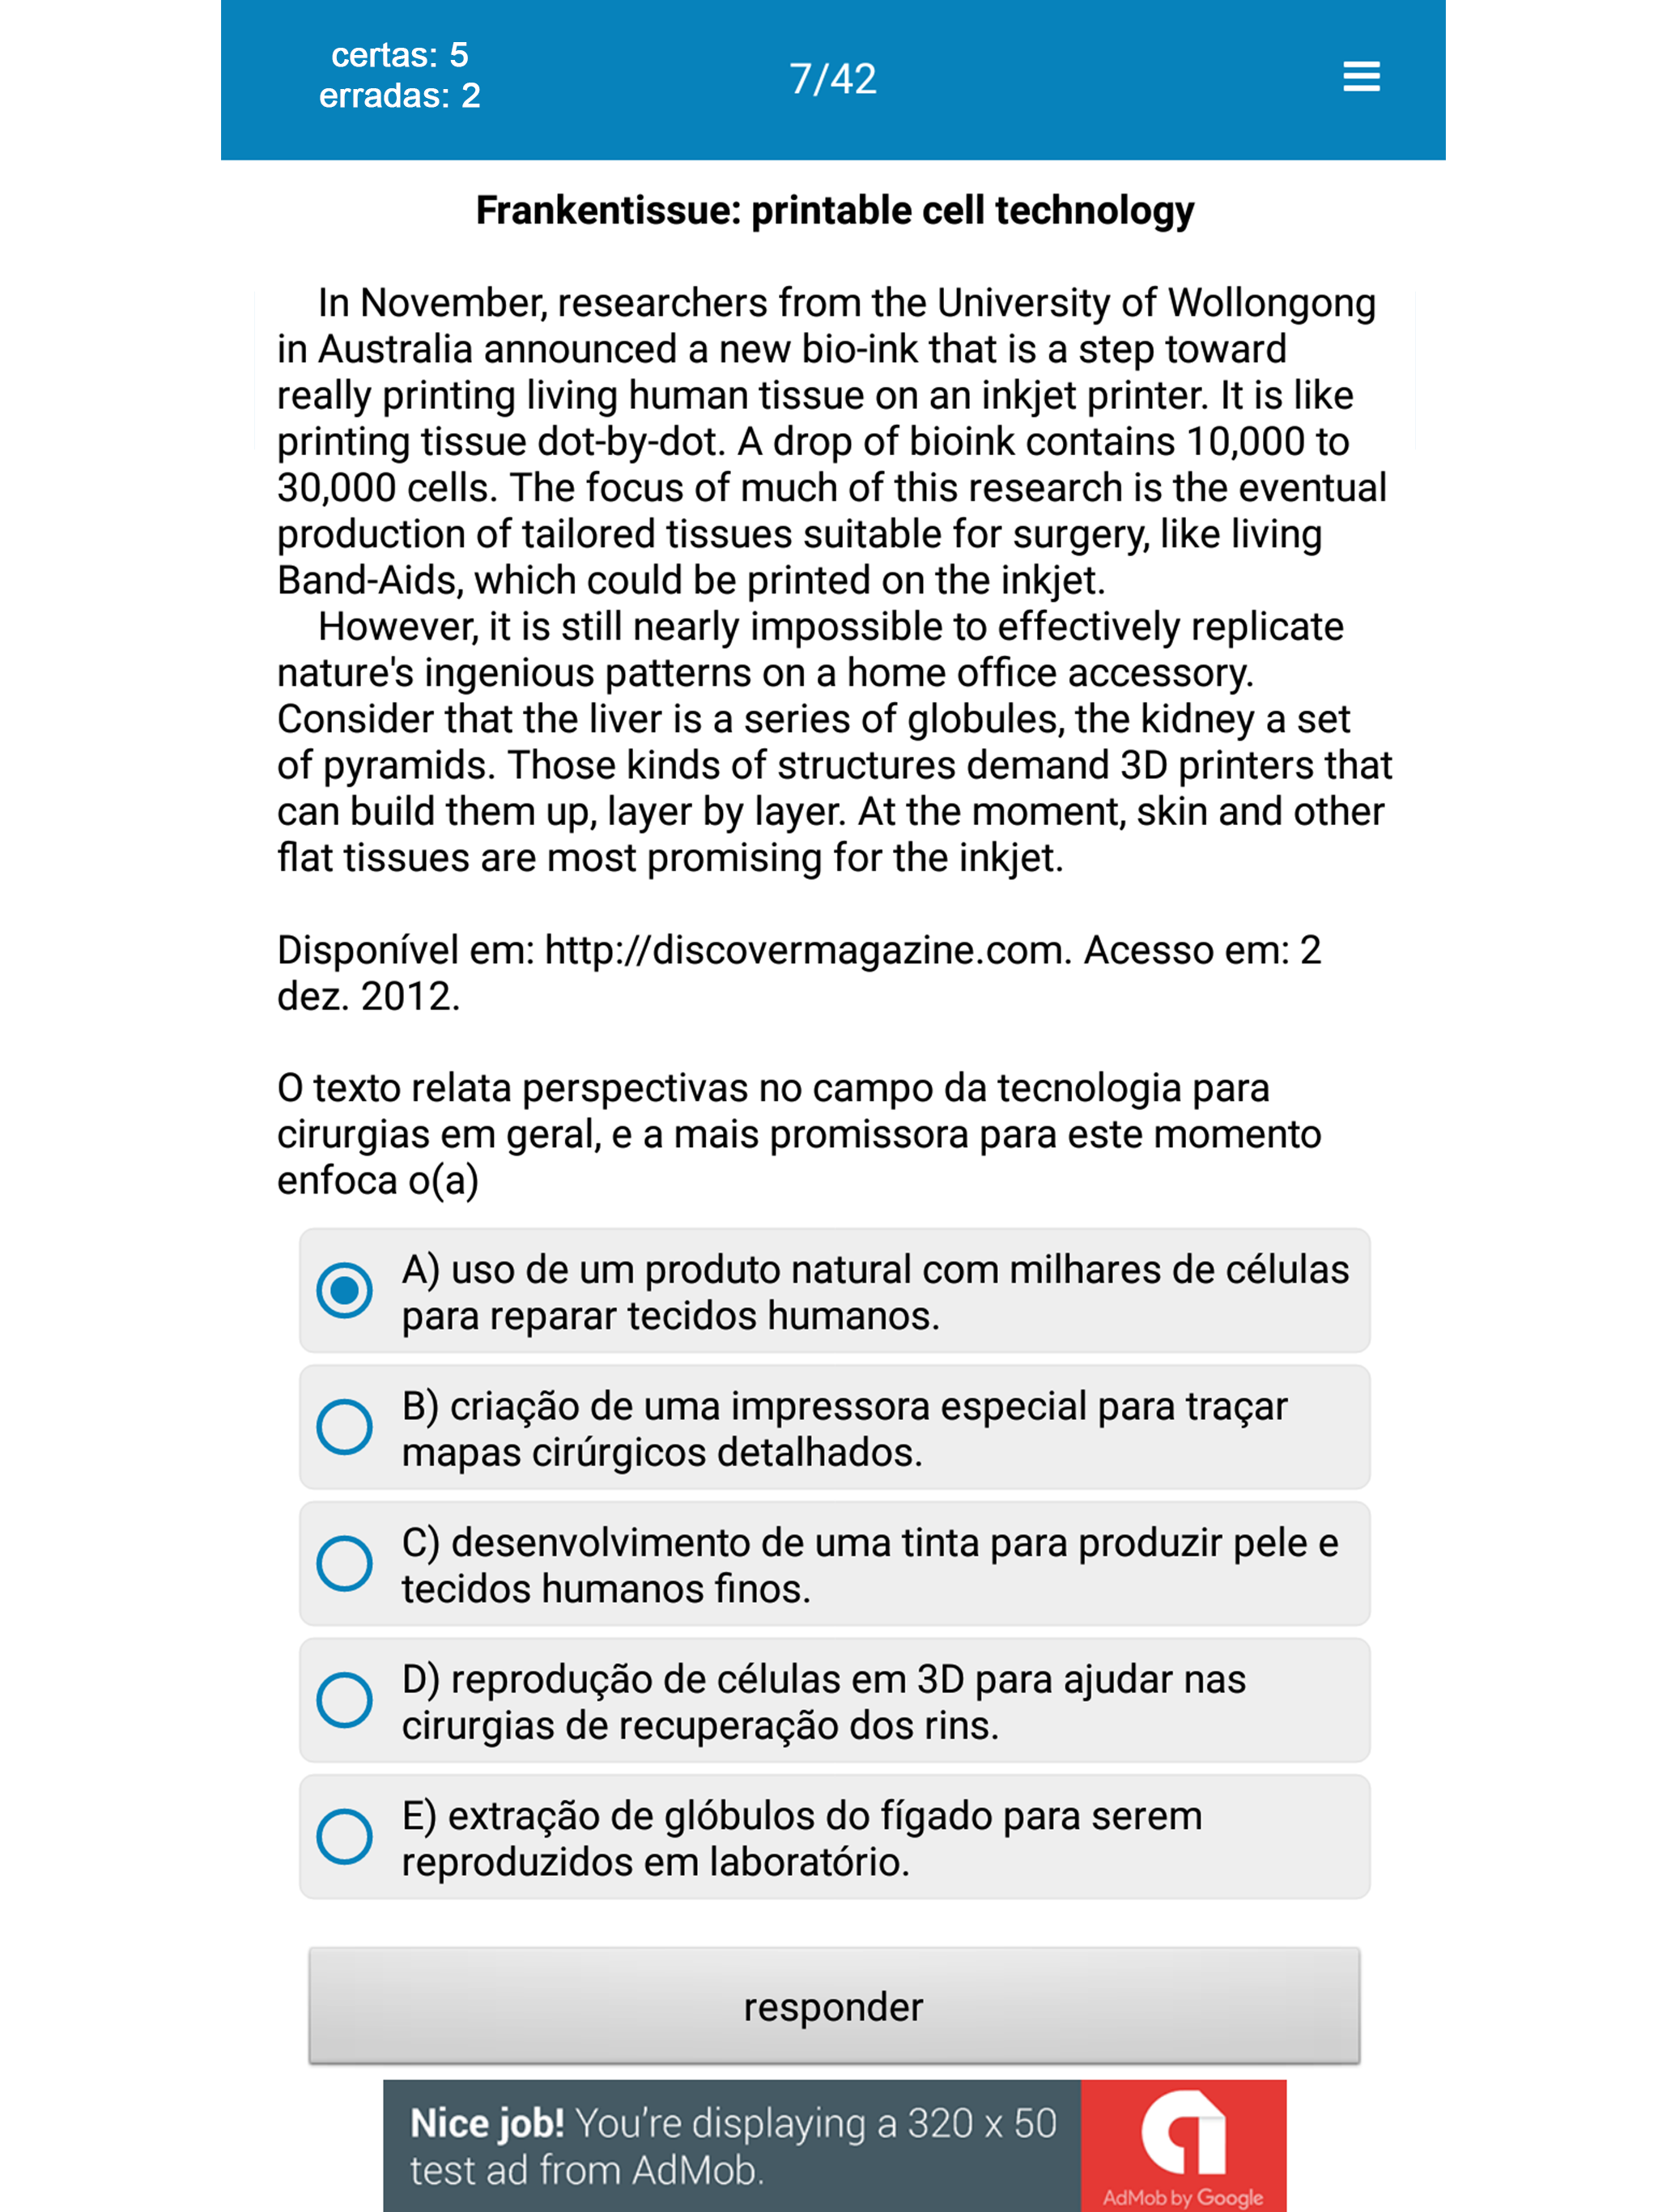 certas: 5
erradas: 2
7/42
Frankentissue: printable cell technology
In November, researchers from the University of Wollongong
in Australia announced a new bio-ink that is a step toward
really printing living human tissue on an inkjet printer. It is like
printing tissue dot-by-dot. A drop of bioink contains 10,000 to
30,000 cells. The focus of much of this research is the eventual
production of tailored tissues suitable for surgery, like living
Band-Aids, which could be printed on the inkjet.
However, it is still nearly impossible to effectively replicate
nature's ingenious patterns on a home office accessory.
Consider that the liver is a series of globules, the kidney a set
of pyramids. Those kinds of structures demand 3D printers that
can build them up, layer by layer. At the moment, skin and other
flat tissues are most promising for the inkjet.
Disponível em: http://discovermagazine.com. Acesso em: 2
dez. 2012.
O texto relata perspectivas no campo da tecnologia para
cirurgias em geral, e a mais promissora para este momento
enfoca o(a)
A) uso de um produto natural com milhares de células
para reparar tecidos humanos.
B) criação de uma impressora especial para traçar
mapas cirúrgicos detalhados.
C) desenvolvimento de uma tinta para produzir pele e
tecidos humanos finos.
D) reprodução de células em 3D para ajudar nas
cirurgias de recuperação dos rins.
E) extração de glóbulos do fígado para serem
reproduzidos em laboratório.
responder
Nice job! You're displaying a 320 x 50
test ad from AdMob.
AdMob by Google